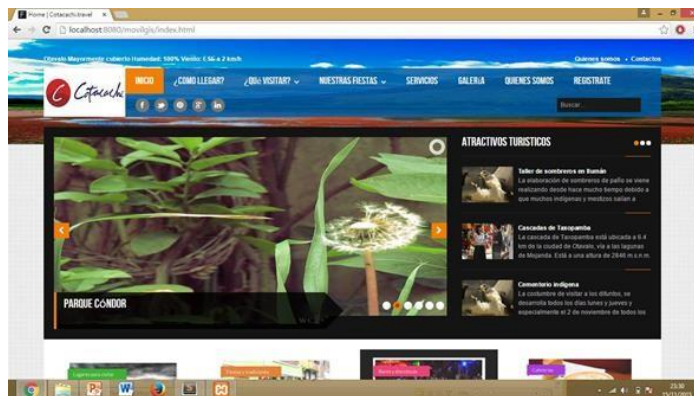 Home | Cotacachi.travel
localhost:8080/movilgis/index.html
Otavalo Mayormente cubierto Humedad: 100% Viento: E36 a 2 km/h
Quienes somos • Contactos
Cotacachi
INICIO
¿COMO LLEGAR?
¿QUé VISITAR?
NUESTRAS FIESTAS
SERVICIOS
GALERíA
QUIENES SOMOS
REGISTRATE
Buscar...
ATRACTIVOS TURISTICOS
Taller de sombreros en Ilumán
La elaboración de sombreros de paño se viene
realizando desde hace mucho tiempo debido a
que muchos indígenas y mestizos salían a
Cascadas de Taxopamba
La cascada de Taxopamba está ubicada a 6.4
km de la ciudad de Otavalo, vía a las lagunas
de Mojanda. Está a una altura de 2846 m.s.n.m.
Cementerio indígena
La costumbre de visitar a los difuntos, se
desarrolla todos los días lunes y jueves y
especialmente el 2 de noviembre de todos los
PARQUE CóNDOR
23:30